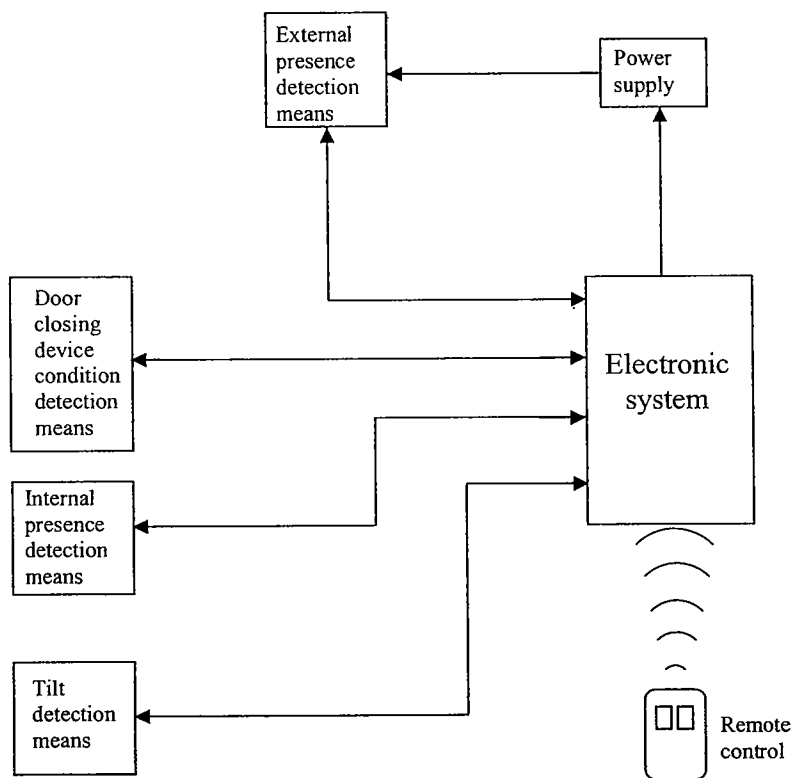 External
presence
detection
means
Power
supply
Door
closing
device
condition
detection
means
Electronic
system
Internal
presence
detection
means
Tilt
detection
means
Remote
control